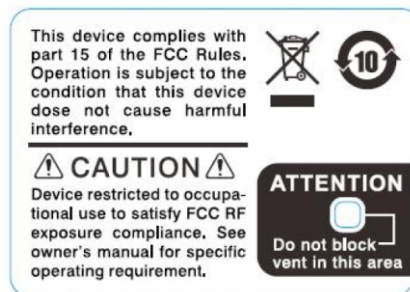 This device complies with
part 15 of the FCC Rules.
Operation is subject to the
condition that this device
dose not cause harmful
interference.
10
CAUTION
Device restricted to occupa-
tional use to satisfy FCC RF
exposure compliance. See
owner's manual for specific
operating requirement.
ATTENTION
Do not block
vent in this area